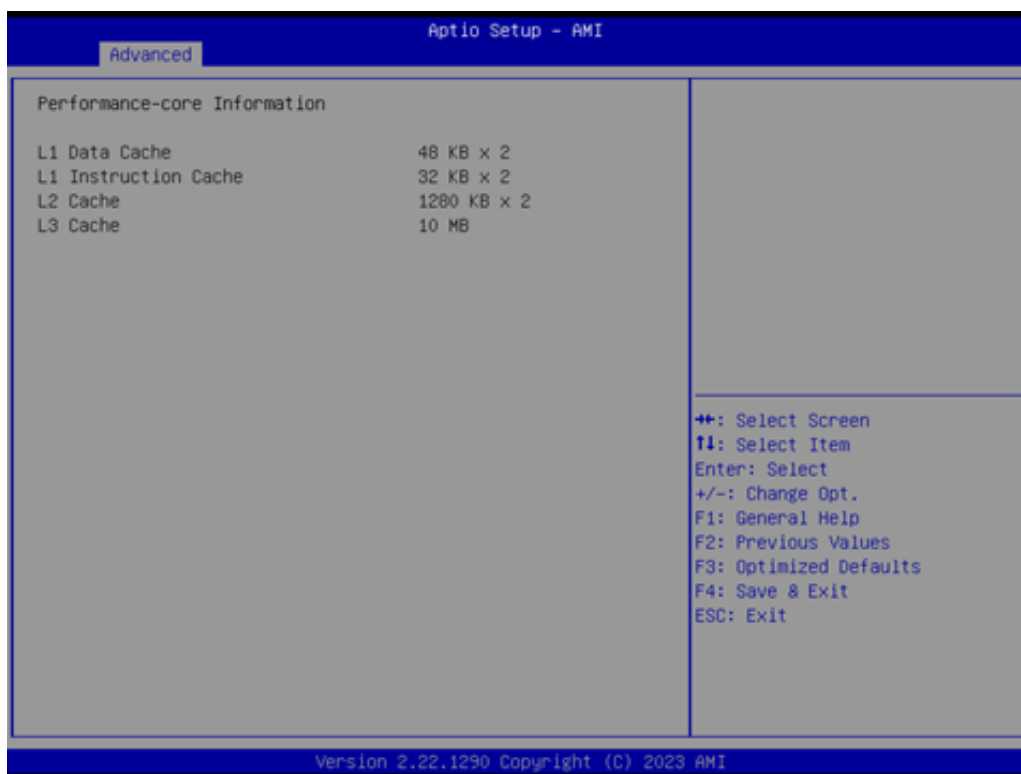 Aptio Setup – AMI
Advanced
Performance-core Information
L1 Data Cache 48 KB x 2
L1 Instruction Cache 32 KB x 2
L2 Cache 1280 KB x 2
L3 Cache 10 MB
→←: Select Screen
↑↓: Select Item
Enter: Select
+/-: Change Opt.
F1: General Help
F2: Previous Values
F3: Optimized Defaults
F4: Save & Exit
ESC: Exit
Version 2.22.1290 Copyright (C) 2023 AMI